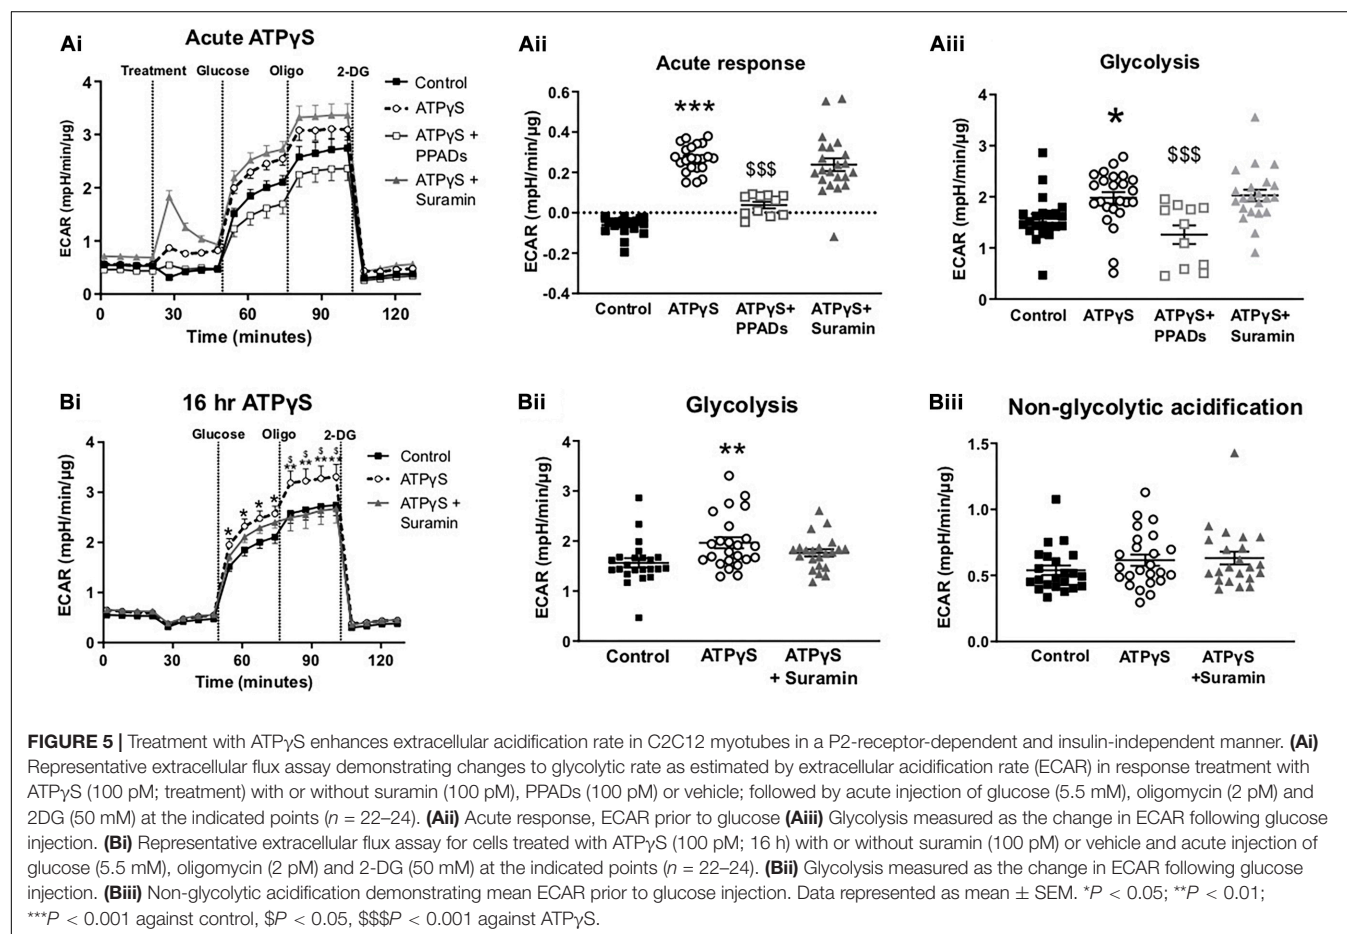 Ai
Acute ATPγS
Treatment Glucose Oligo 2-DG
4
3
2
1
0
ECAR (mpH/min/µg)
0 30 60 90 120
Time (minutes)
Control
ATPγS
ATPγS +
PPADs
ATPγS +
Suramin
Aii
Acute response
0.6
0.4
0.2
0.0
-0.2
-0.4
ECAR (mpH/min/µg)
***
$$$
Control ATPγS ATPγS+ ATPγS+
PPADs Suramin
Aiii
Glycolysis
4
3
2
1
0
ECAR (mpH/min/µg)
*
$$$
Control ATPγS ATPγS+ ATPγS+
PPADs Suramin
Bi
16 hr ATPγS
Glucose Oligo 2-DG
4
3
2
1
0
ECAR (mpH/min/µg)
* * * *
$ $ $ $
** ** ** **
0 30 60 90 120
Time (minutes)
Control
ATPγS
ATPγS +
Suramin
Bii
Glycolysis
4
3
2
1
0
ECAR (mpH/min/µg)
**
Control ATPγS ATPγS
+ Suramin
Biii
Non-glycolytic acidification
1.5
1.0
0.5
0.0
ECAR (mpH/min/µg)
Control ATPγS ATPγS
+Suramin
FIGURE 5 | Treatment with ATPγS enhances extracellular acidification rate in C2C12 myotubes in a P2-receptor-dependent and insulin-independent manner. (Ai)
Representative extracellular flux assay demonstrating changes to glycolytic rate as estimated by extracellular acidification rate (ECAR) in response treatment with
ATPγS (100 pM; treatment) with or without suramin (100 pM), PPADs (100 pM) or vehicle; followed by acute injection of glucose (5.5 mM), oligomycin (2 pM) and
2DG (50 mM) at the indicated points (n = 22–24). (Aii) Acute response, ECAR prior to glucose (Aiii) Glycolysis measured as the change in ECAR following glucose
injection. (Bi) Representative extracellular flux assay for cells treated with ATPγS (100 pM; 16 h) with or without suramin (100 pM) or vehicle and acute injection of
glucose (5.5 mM), oligomycin (2 pM) and 2-DG (50 mM) at the indicated points (n = 22–24). (Bii) Glycolysis measured as the change in ECAR following glucose
injection. (Biii) Non-glycolytic acidification demonstrating mean ECAR prior to glucose injection. Data represented as mean ± SEM. *P < 0.05; **P < 0.01;
***P < 0.001 against control, $P < 0.05, $$$P < 0.001 against ATPγS.